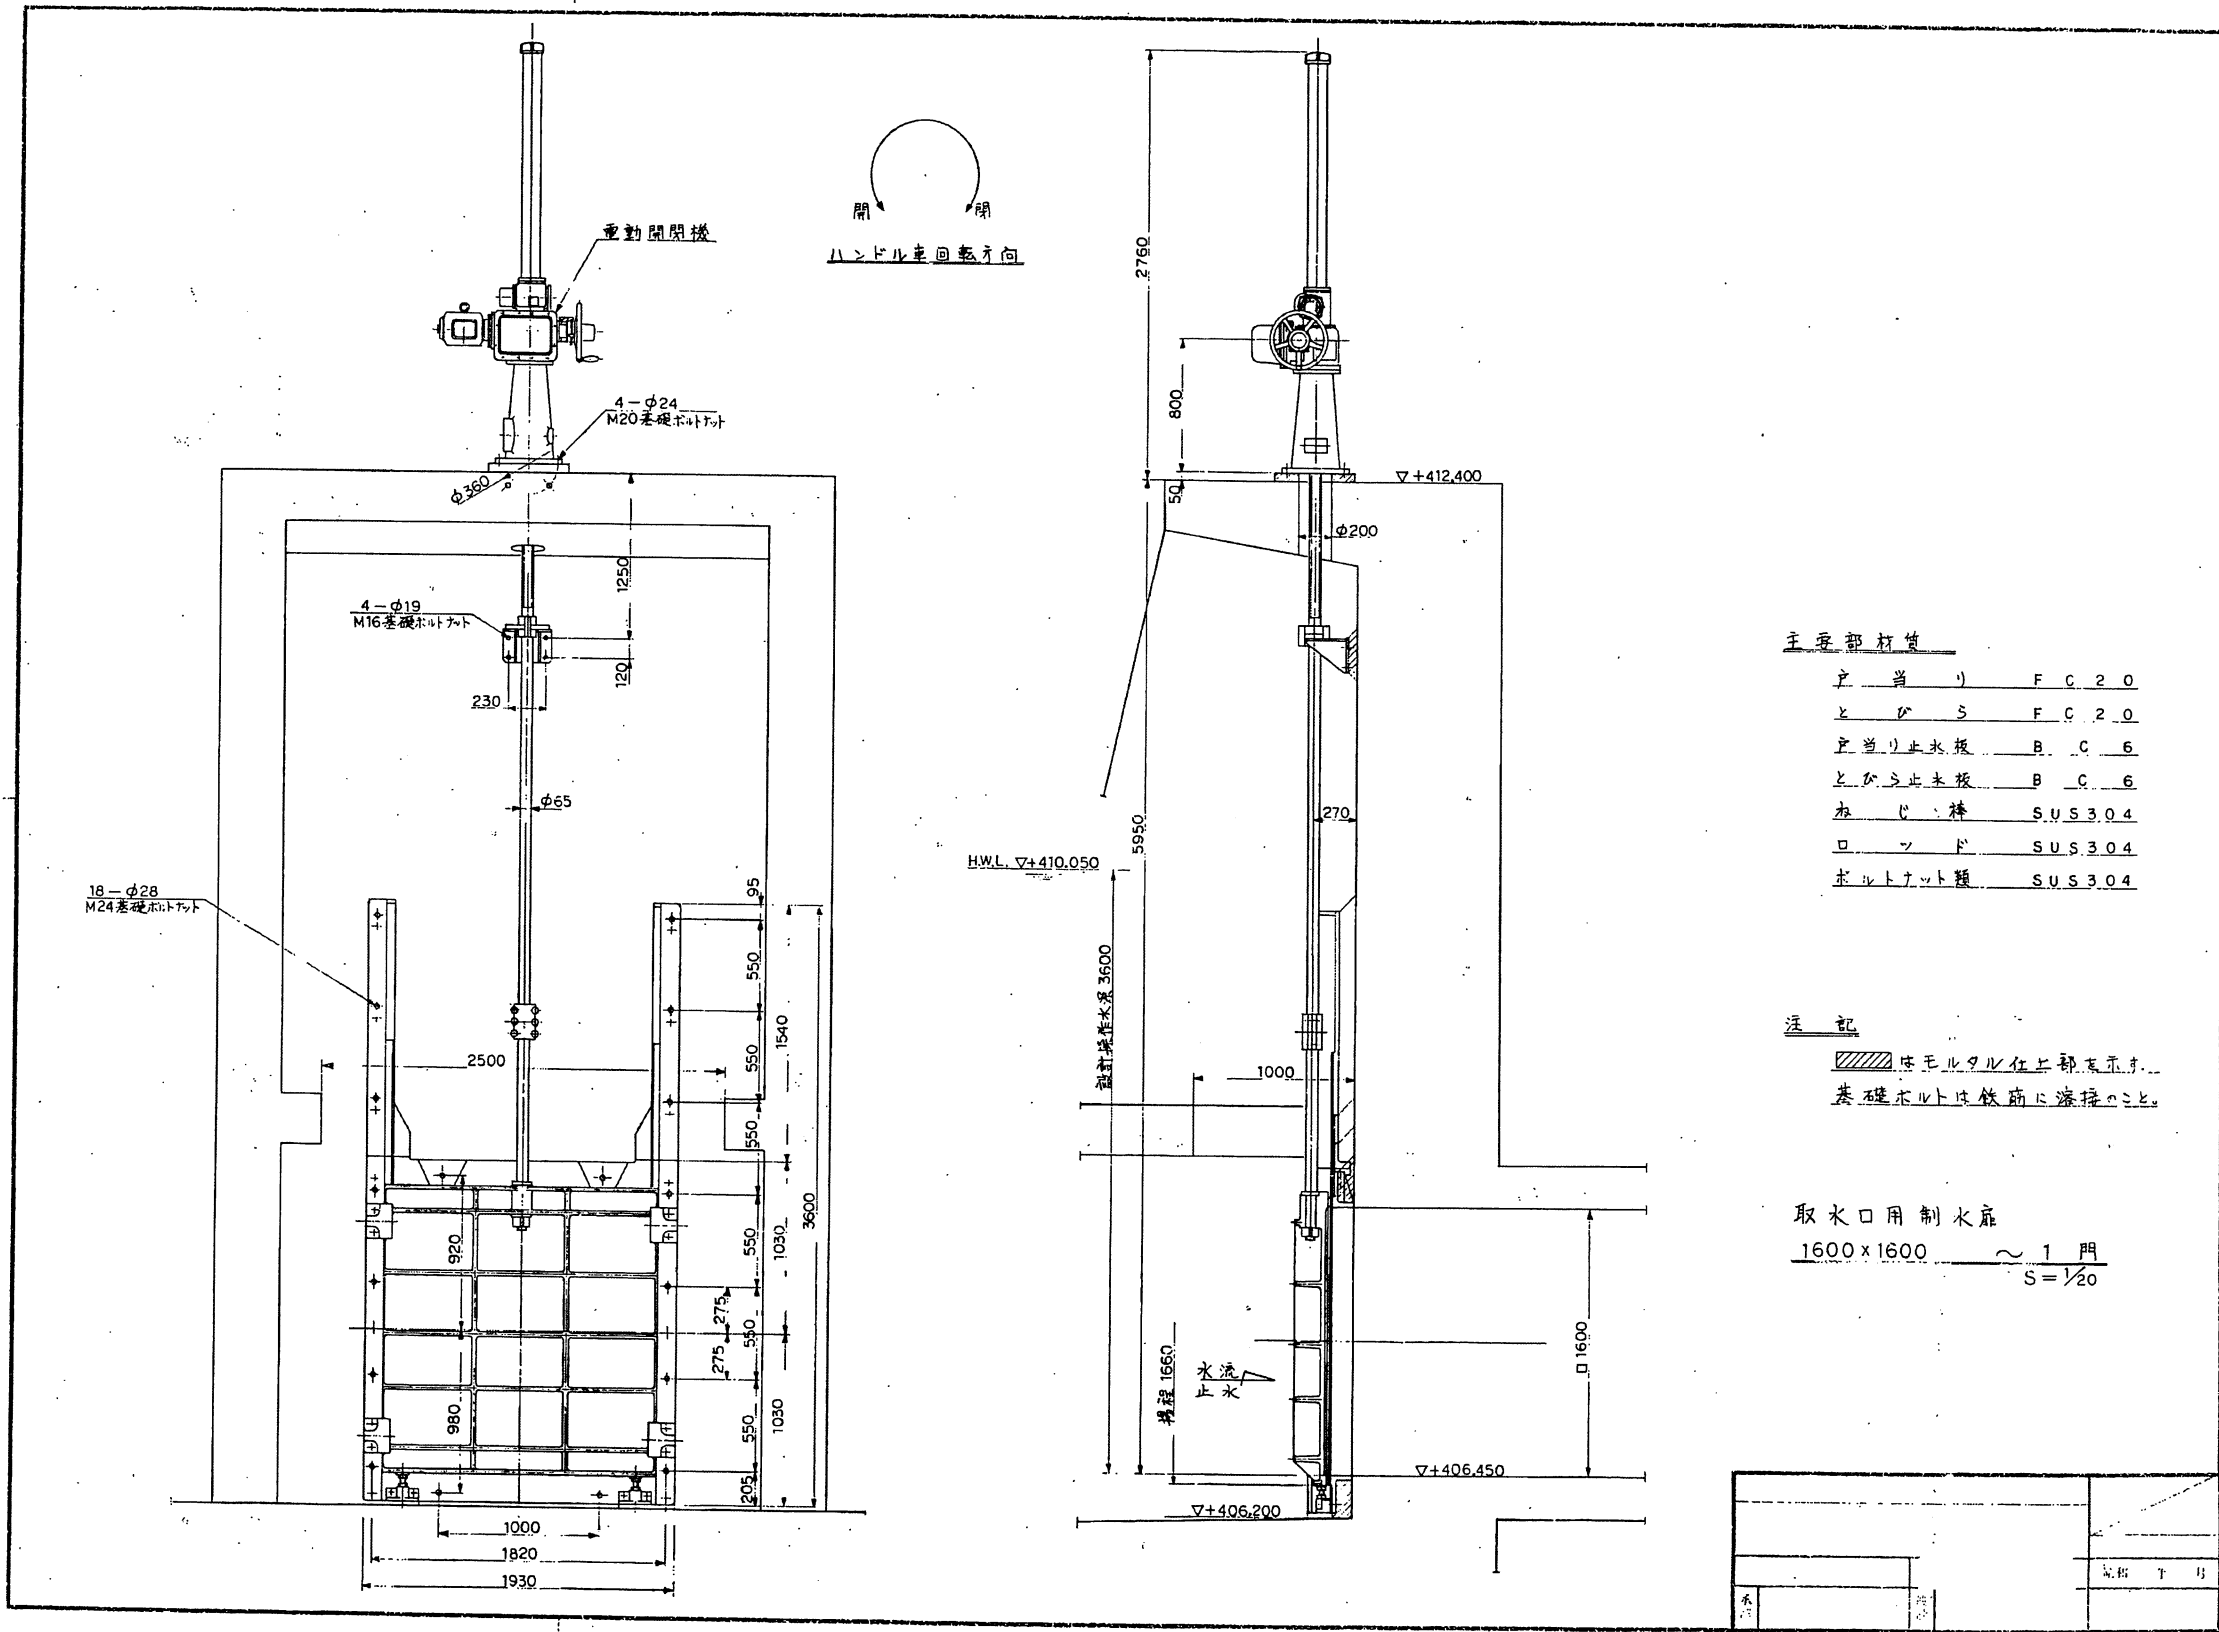 開
閉
ハンドル車回転方向
電動開閉機
4-φ24
M20基礎ボルトナット
φ360
1250
4-φ19
M16基礎ボルトナット
120
230
φ65
18-φ28
M24基礎ボルトナット
95
550
550
1540
2500
550
3600
920
550
1030
275
550
275
980
550
1030
205
1000
1820
1930
2760
800
50
▽+412,400
φ200
5950
270
H.W.L. ▽+410.050
設計操作水深 3600
1000
揚程 1660
水流
止水
□1600
▽+406,450
▽+406,200
主要部材質
戸当り FC20
とびら FC20
戸当り止水板 BC6
とびら止水板 BC6
ねじ棒 SUS304
ロッド SUS304
ボルトナット類 SUS304
注記
はモルタル仕上部を示す.
基礎ボルトは鉄筋に溶接のこと。
取水口用制水扉
1600×1600 ~ 1門
S=1/20